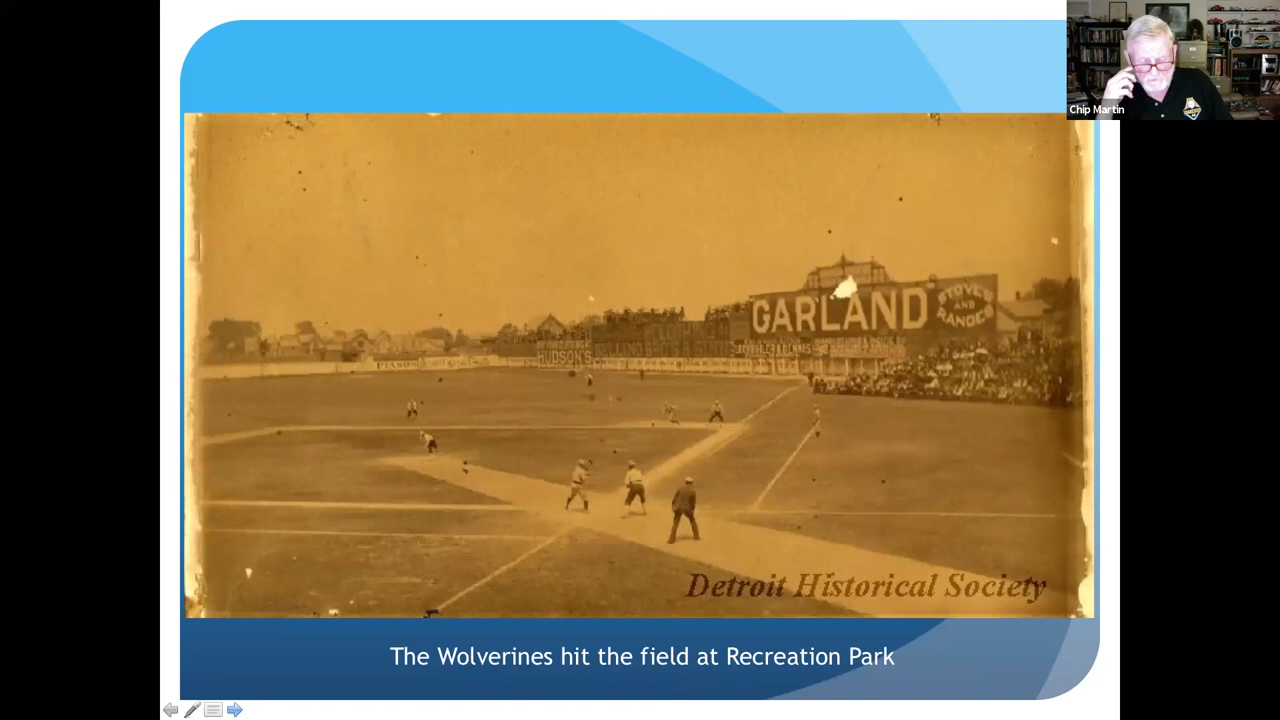 Chip Martin
GARLAND
STOVES
AND
RANGES
HUDSON'S
Detroit Historical Society
The Wolverines hit the field at Recreation Park